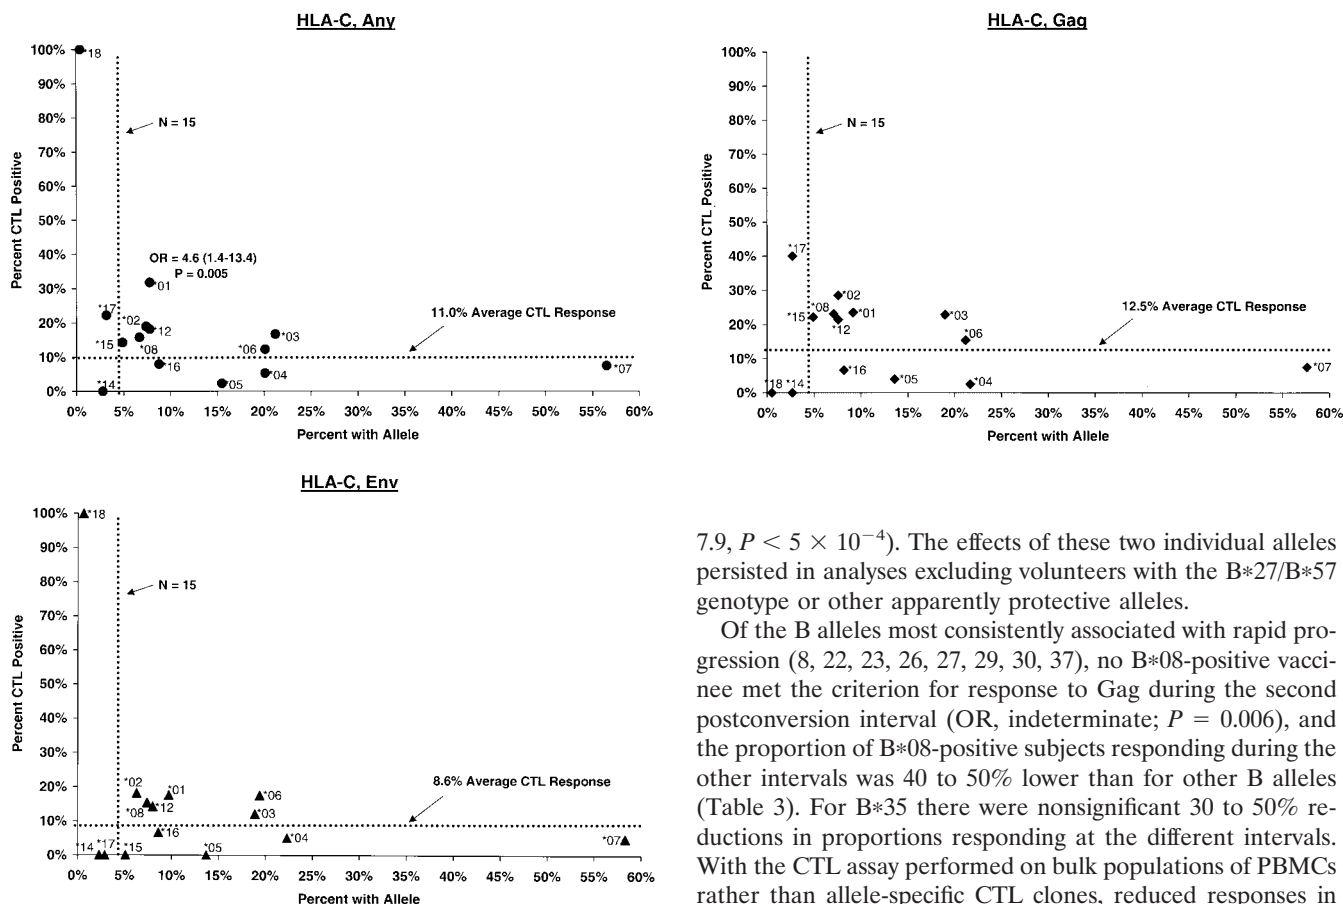 HLA-C, Any
100%
90%
80%
70%
60%
50%
40%
30%
20%
10%
0%
Percent CTL Positive
*18
N = 15
OR = 4.6 (1.4-13.4)
P = 0.005
*01
*17
*02
*12
*15
*08
*16
*14
*03
*06
*04
*05
11.0% Average CTL Response
*07
0% 5% 10% 15% 20% 25% 30% 35% 40% 45% 50% 55% 60%
Percent with Allele
HLA-C, Gag
100%
90%
80%
70%
60%
50%
40%
30%
20%
10%
0%
Percent CTL Positive
N = 15
*17
*02
*08
*01
*15
*12
*03
*06
*16
*05
*04
*18
*14
12.5% Average CTL Response
*07
0% 5% 10% 15% 20% 25% 30% 35% 40% 45% 50% 55% 60%
Percent with Allele
HLA-C, Env
100%
90%
80%
70%
60%
50%
40%
30%
20%
10%
0%
Percent CTL Positive
*18
N = 15
*02
*01
*08
*12
*06
*03
*16
*04
*14
*17
*15
*05
8.6% Average CTL Response
*07
0% 5% 10% 15% 20% 25% 30% 35% 40% 45% 50% 55% 60%
Percent with Allele
7.9, P < 5 × 10⁻⁴). The effects of these two individual alleles
persisted in analyses excluding volunteers with the B*27/B*57
genotype or other apparently protective alleles.
Of the B alleles most consistently associated with rapid pro-
gression (8, 22, 23, 26, 27, 29, 30, 37), no B*08-positive vacci-
nee met the criterion for response to Gag during the second
postconversion interval (OR, indeterminate; P = 0.006), and
the proportion of B*08-positive subjects responding during the
other intervals was 40 to 50% lower than for other B alleles
(Table 3). For B*35 there were nonsignificant 30 to 50% re-
ductions in proportions responding at the different intervals.
With the CTL assay performed on bulk populations of PBMCs
rather than allele-specific CTL clones, reduced responses in